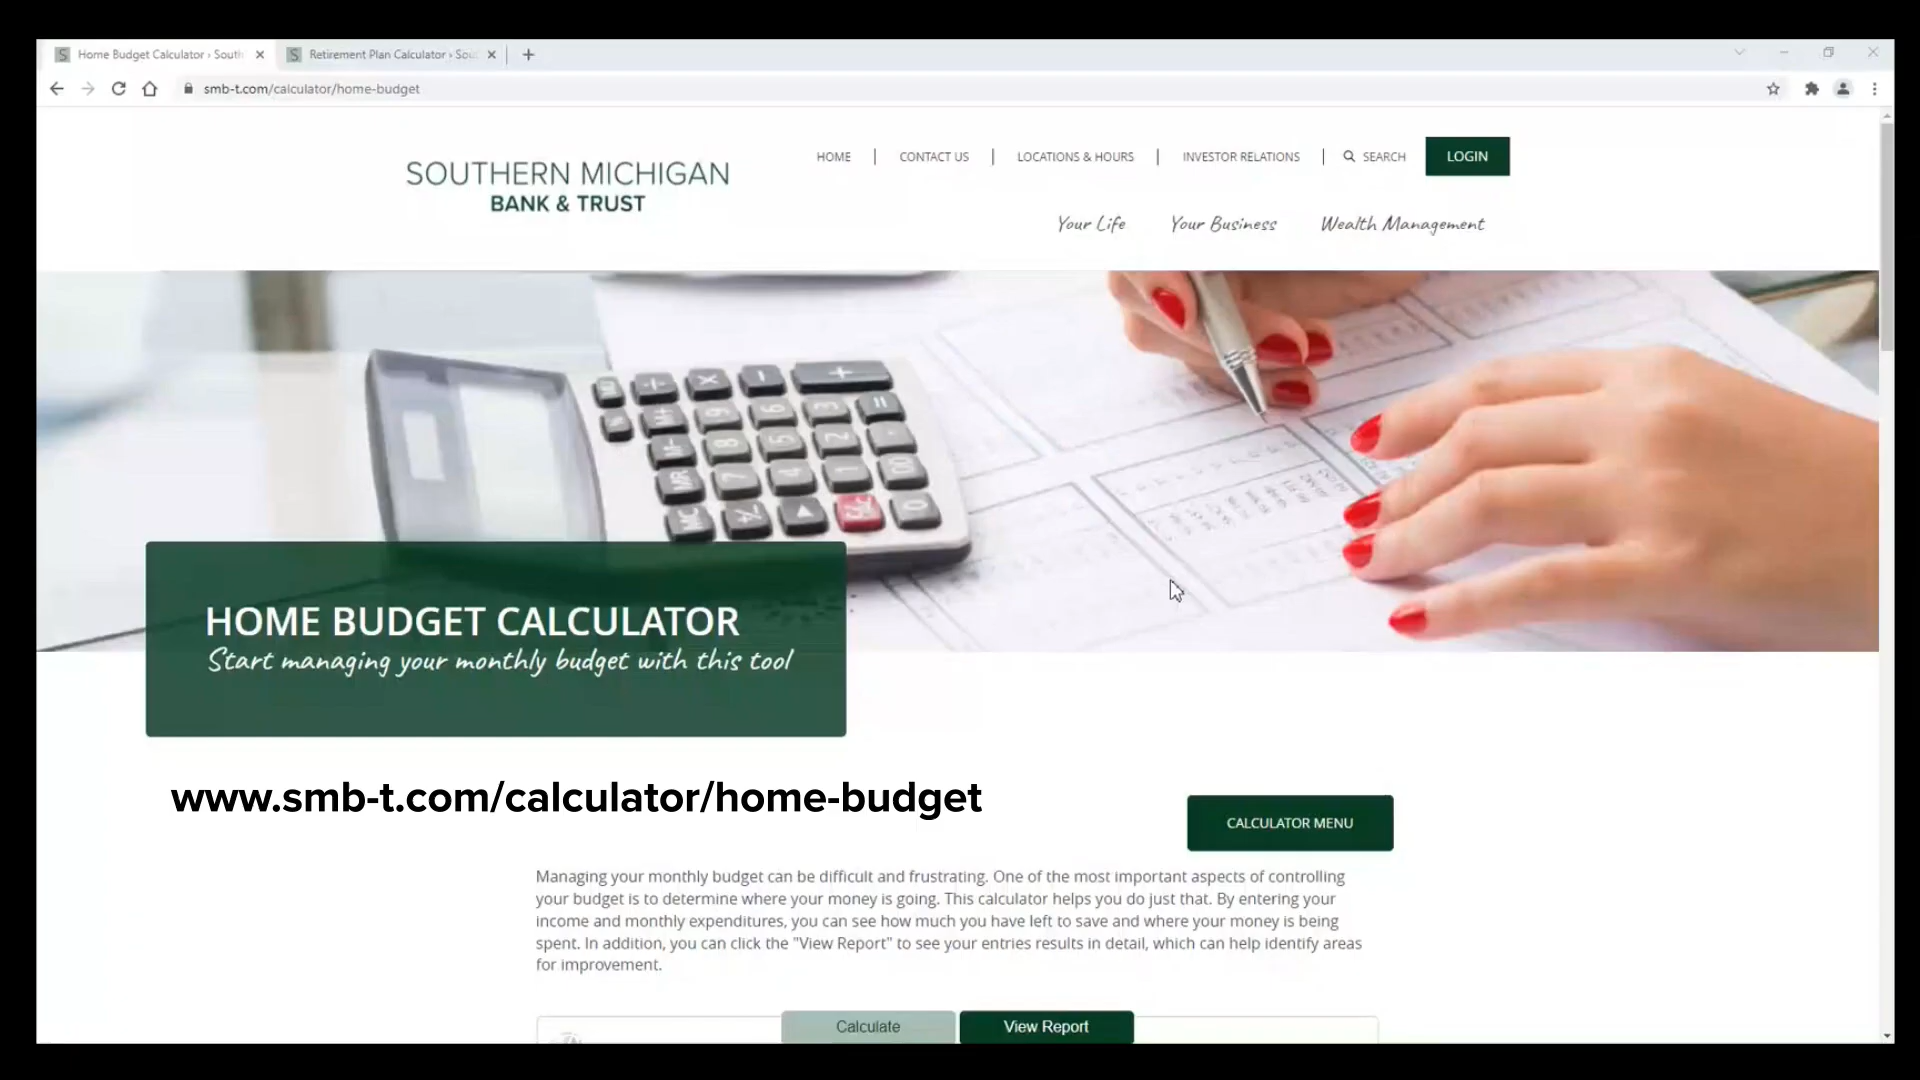 Home Budget Calculator › South
Retirement Plan Calculator › Sou
smb-t.com/calculator/home-budget
SOUTHERN MICHIGAN
BANK & TRUST
HOME
CONTACT US
LOCATIONS & HOURS
INVESTOR RELATIONS
SEARCH
LOGIN
Your Life
Your Business
Wealth Management
HOME BUDGET CALCULATOR
Start managing your monthly budget with this tool
www.smb-t.com/calculator/home-budget
CALCULATOR MENU
Managing your monthly budget can be difficult and frustrating. One of the most important aspects of controlling
your budget is to determine where your money is going. This calculator helps you do just that. By entering your
income and monthly expenditures, you can see how much you have left to save and where your money is being
spent. In addition, you can click the "View Report" to see your entries results in detail, which can help identify areas
for improvement.
Calculate
View Report